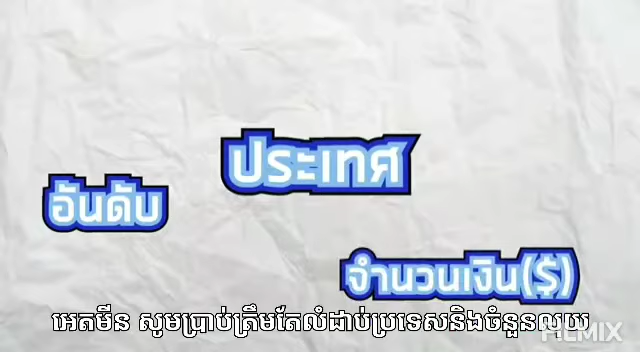 ประเทศ
อันดับ
จำนวนเงิน($)
អេតមីន សូមប្រាប់ត្រឹមតែលំដាប់ប្រទេសនិងចំនួនលុយ
FILMIX